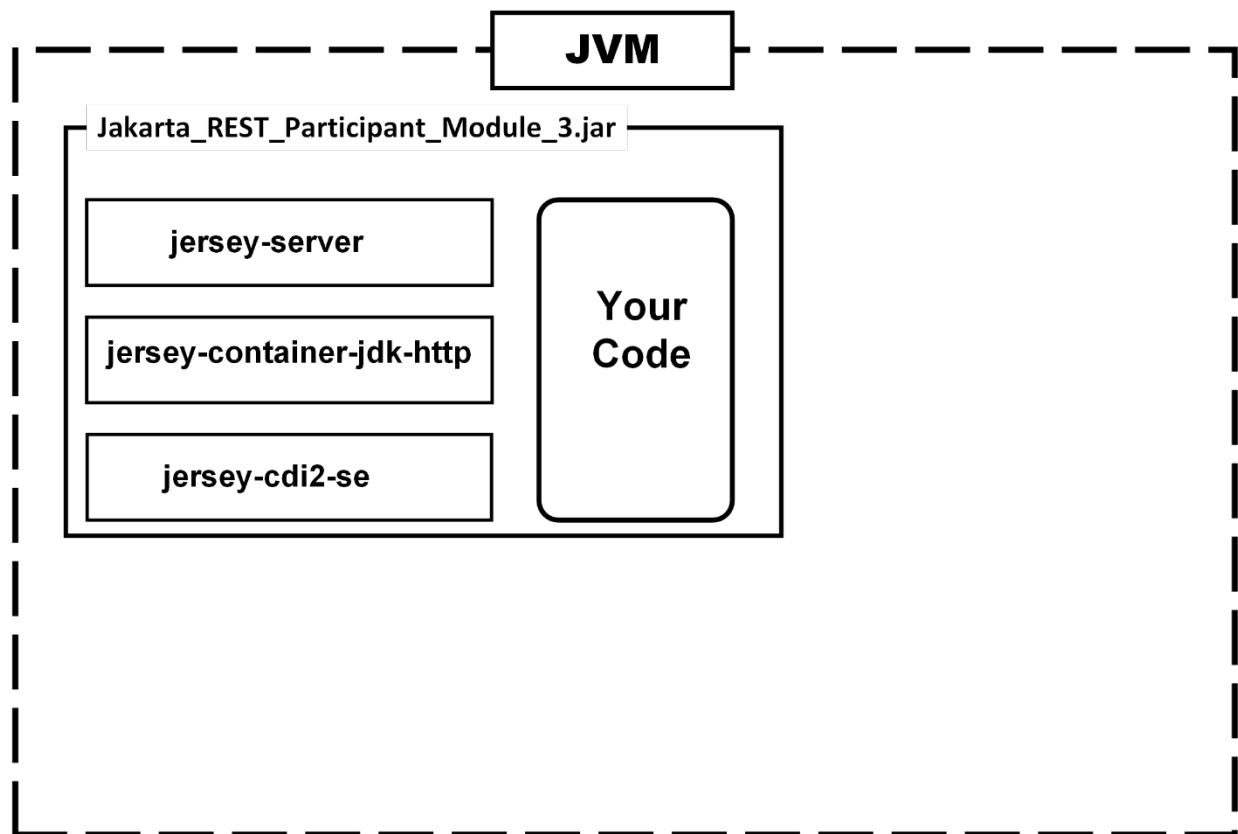 JVM
Jakarta_REST_Participant_Module_3.jar
jersey-server
jersey-container-jdk-http
jersey-cdi2-se
Your
Code